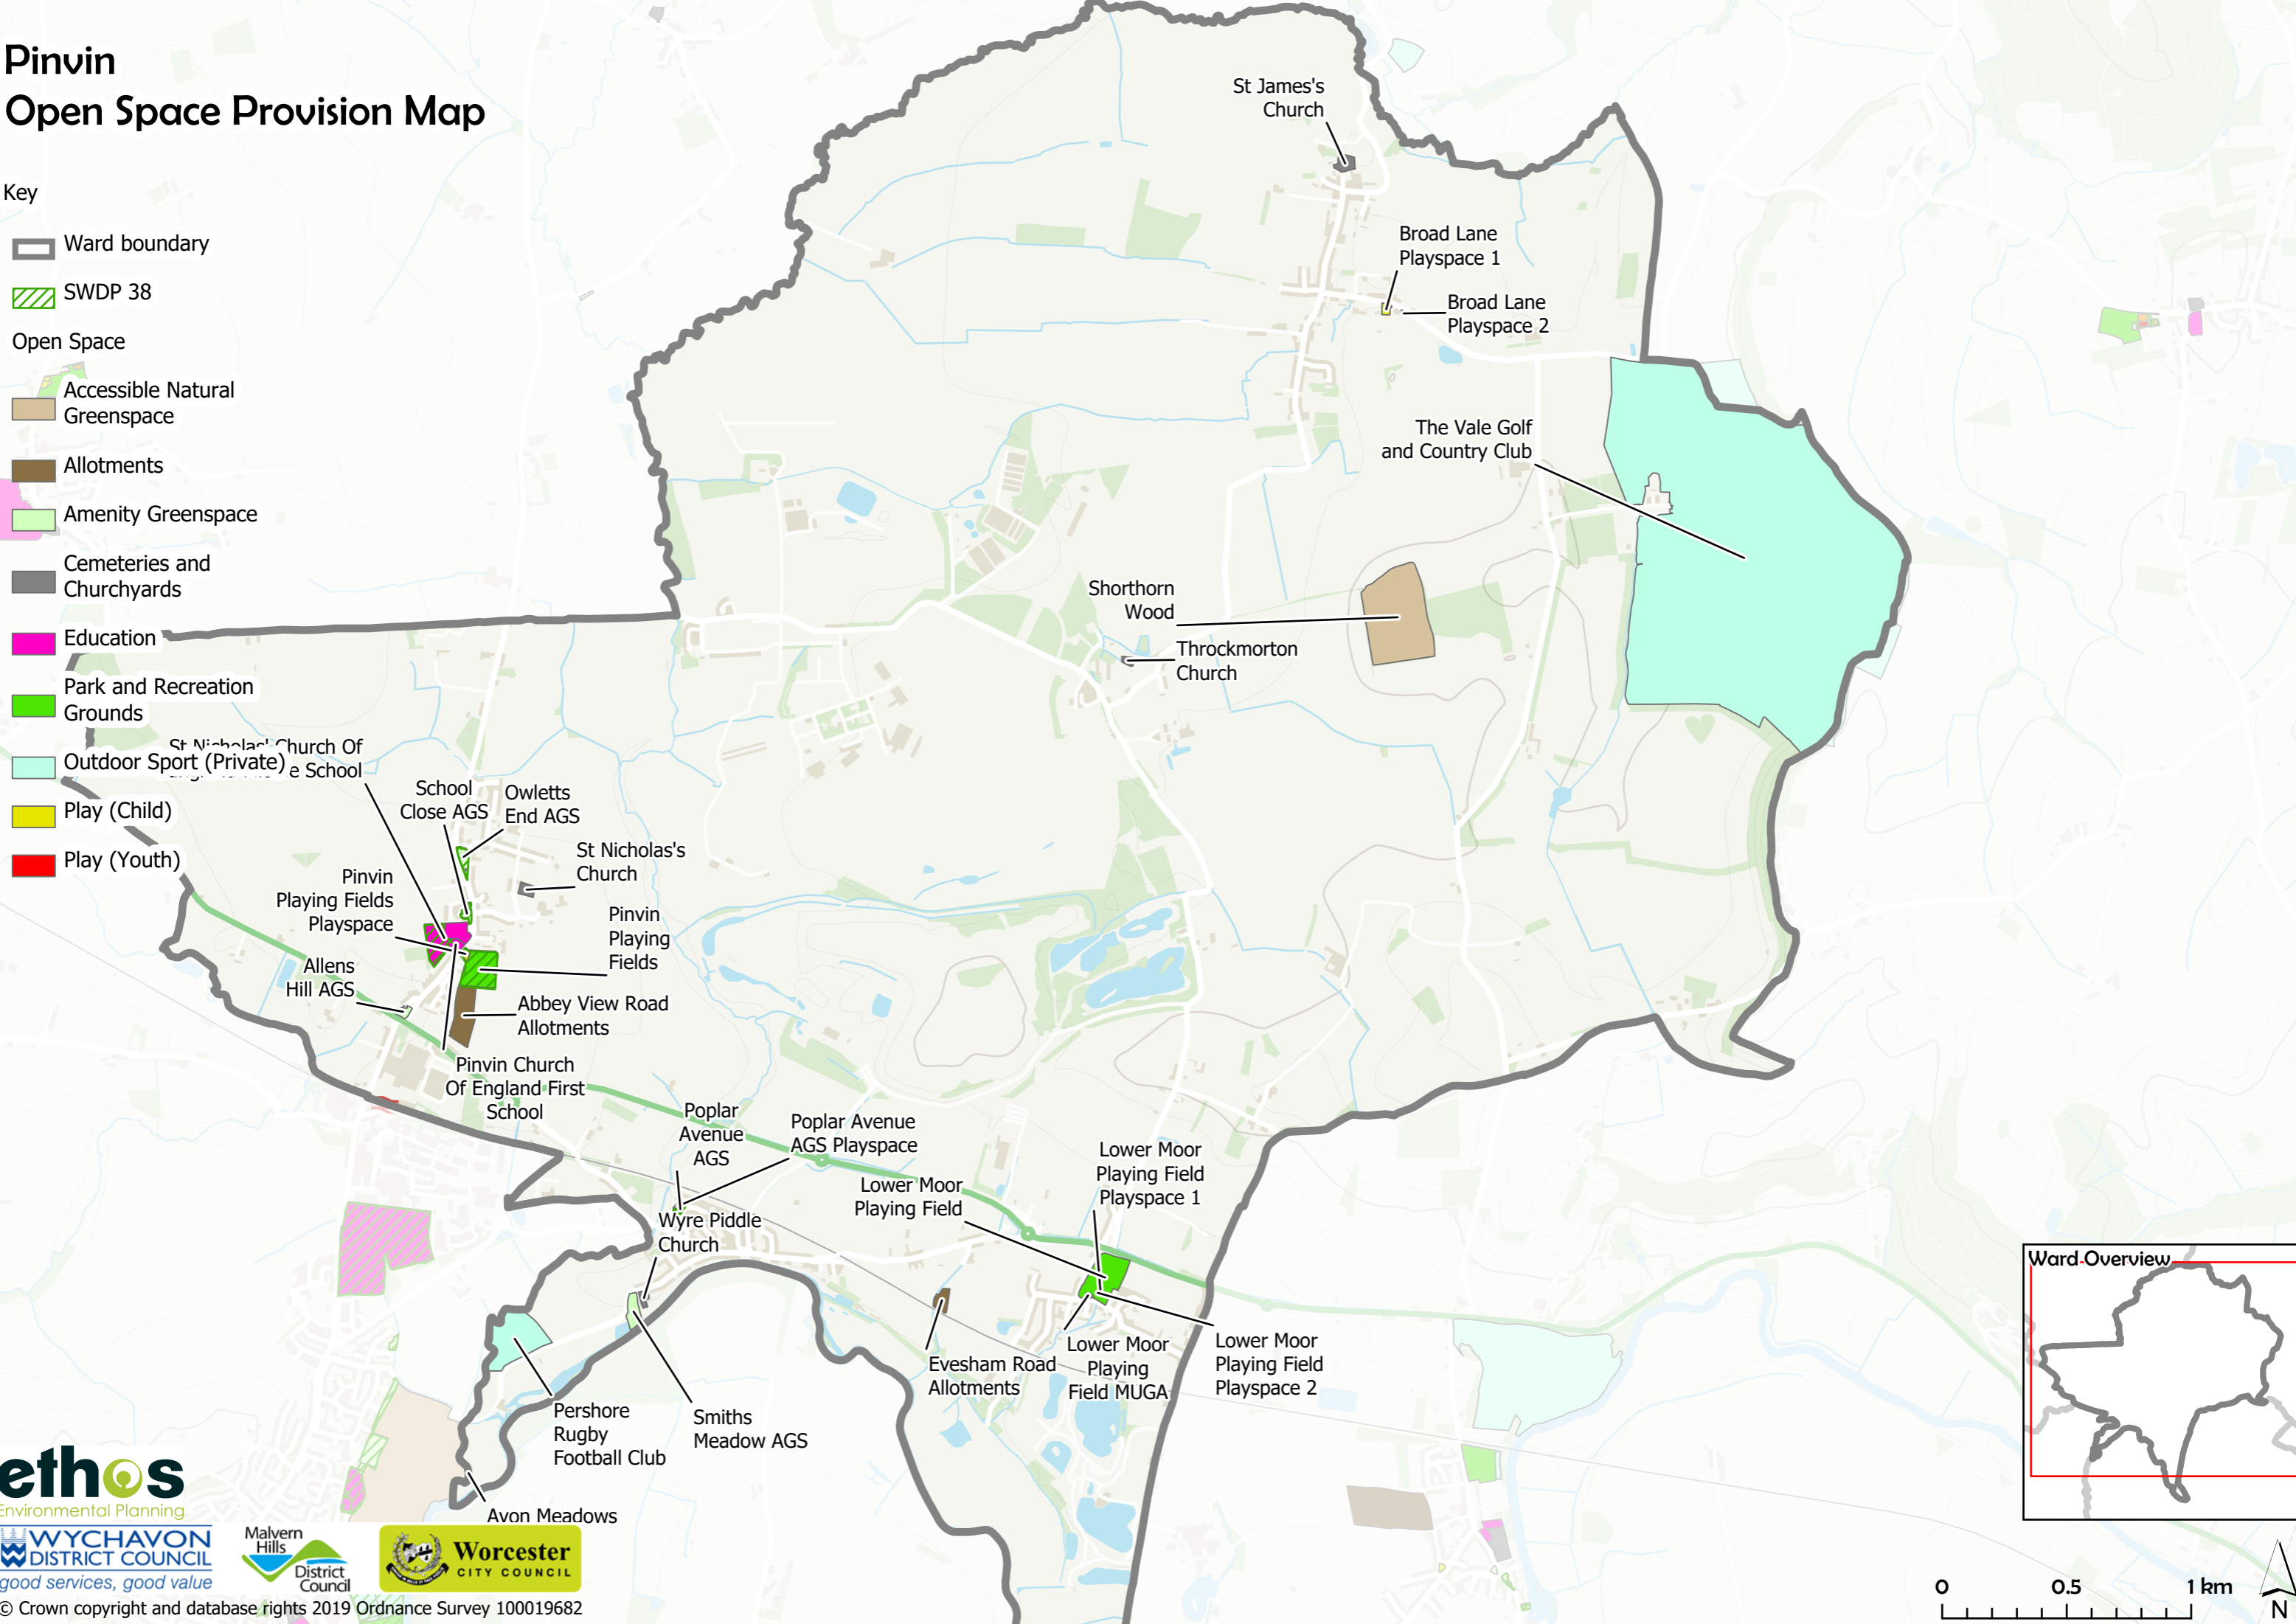 Pinvin
Open Space Provision Map
Key
Ward boundary
SWDP 38
Open Space
Accessible Natural
Greenspace
Allotments
Amenity Greenspace
Cemeteries and
Churchyards
Education
Park and Recreation
Grounds
Outdoor Sport (Private)
Play (Child)
Play (Youth)
St James's
Church
Broad Lane
Playspace 1
Broad Lane
Playspace 2
The Vale Golf
and Country Club
Shorthorn
Wood
Throckmorton
Church
St Nicholas' Church Of
School
School
Close AGS
Owletts
End AGS
St Nicholas's
Church
Pinvin
Playing Fields
Playspace
Pinvin
Playing
Fields
Allens
Hill AGS
Abbey View Road
Allotments
Pinvin Church
Of England First
School
Poplar
Avenue
AGS
Poplar Avenue
AGS Playspace
Lower Moor
Playing Field
Lower Moor
Playing Field
Playspace 1
Wyre Piddle
Church
Evesham Road
Allotments
Lower Moor
Playing
Field MUGA
Lower Moor
Playing Field
Playspace 2
Pershore
Rugby
Football Club
Smiths
Meadow AGS
Avon Meadows
Ward Overview
ethos
Environmental Planning
WYCHAVON
DISTRICT COUNCIL
good services, good value
Malvern
Hills
District
Council
Worcester
CITY COUNCIL
© Crown copyright and database rights 2019 Ordnance Survey 100019682
0 0.5 1 km
N